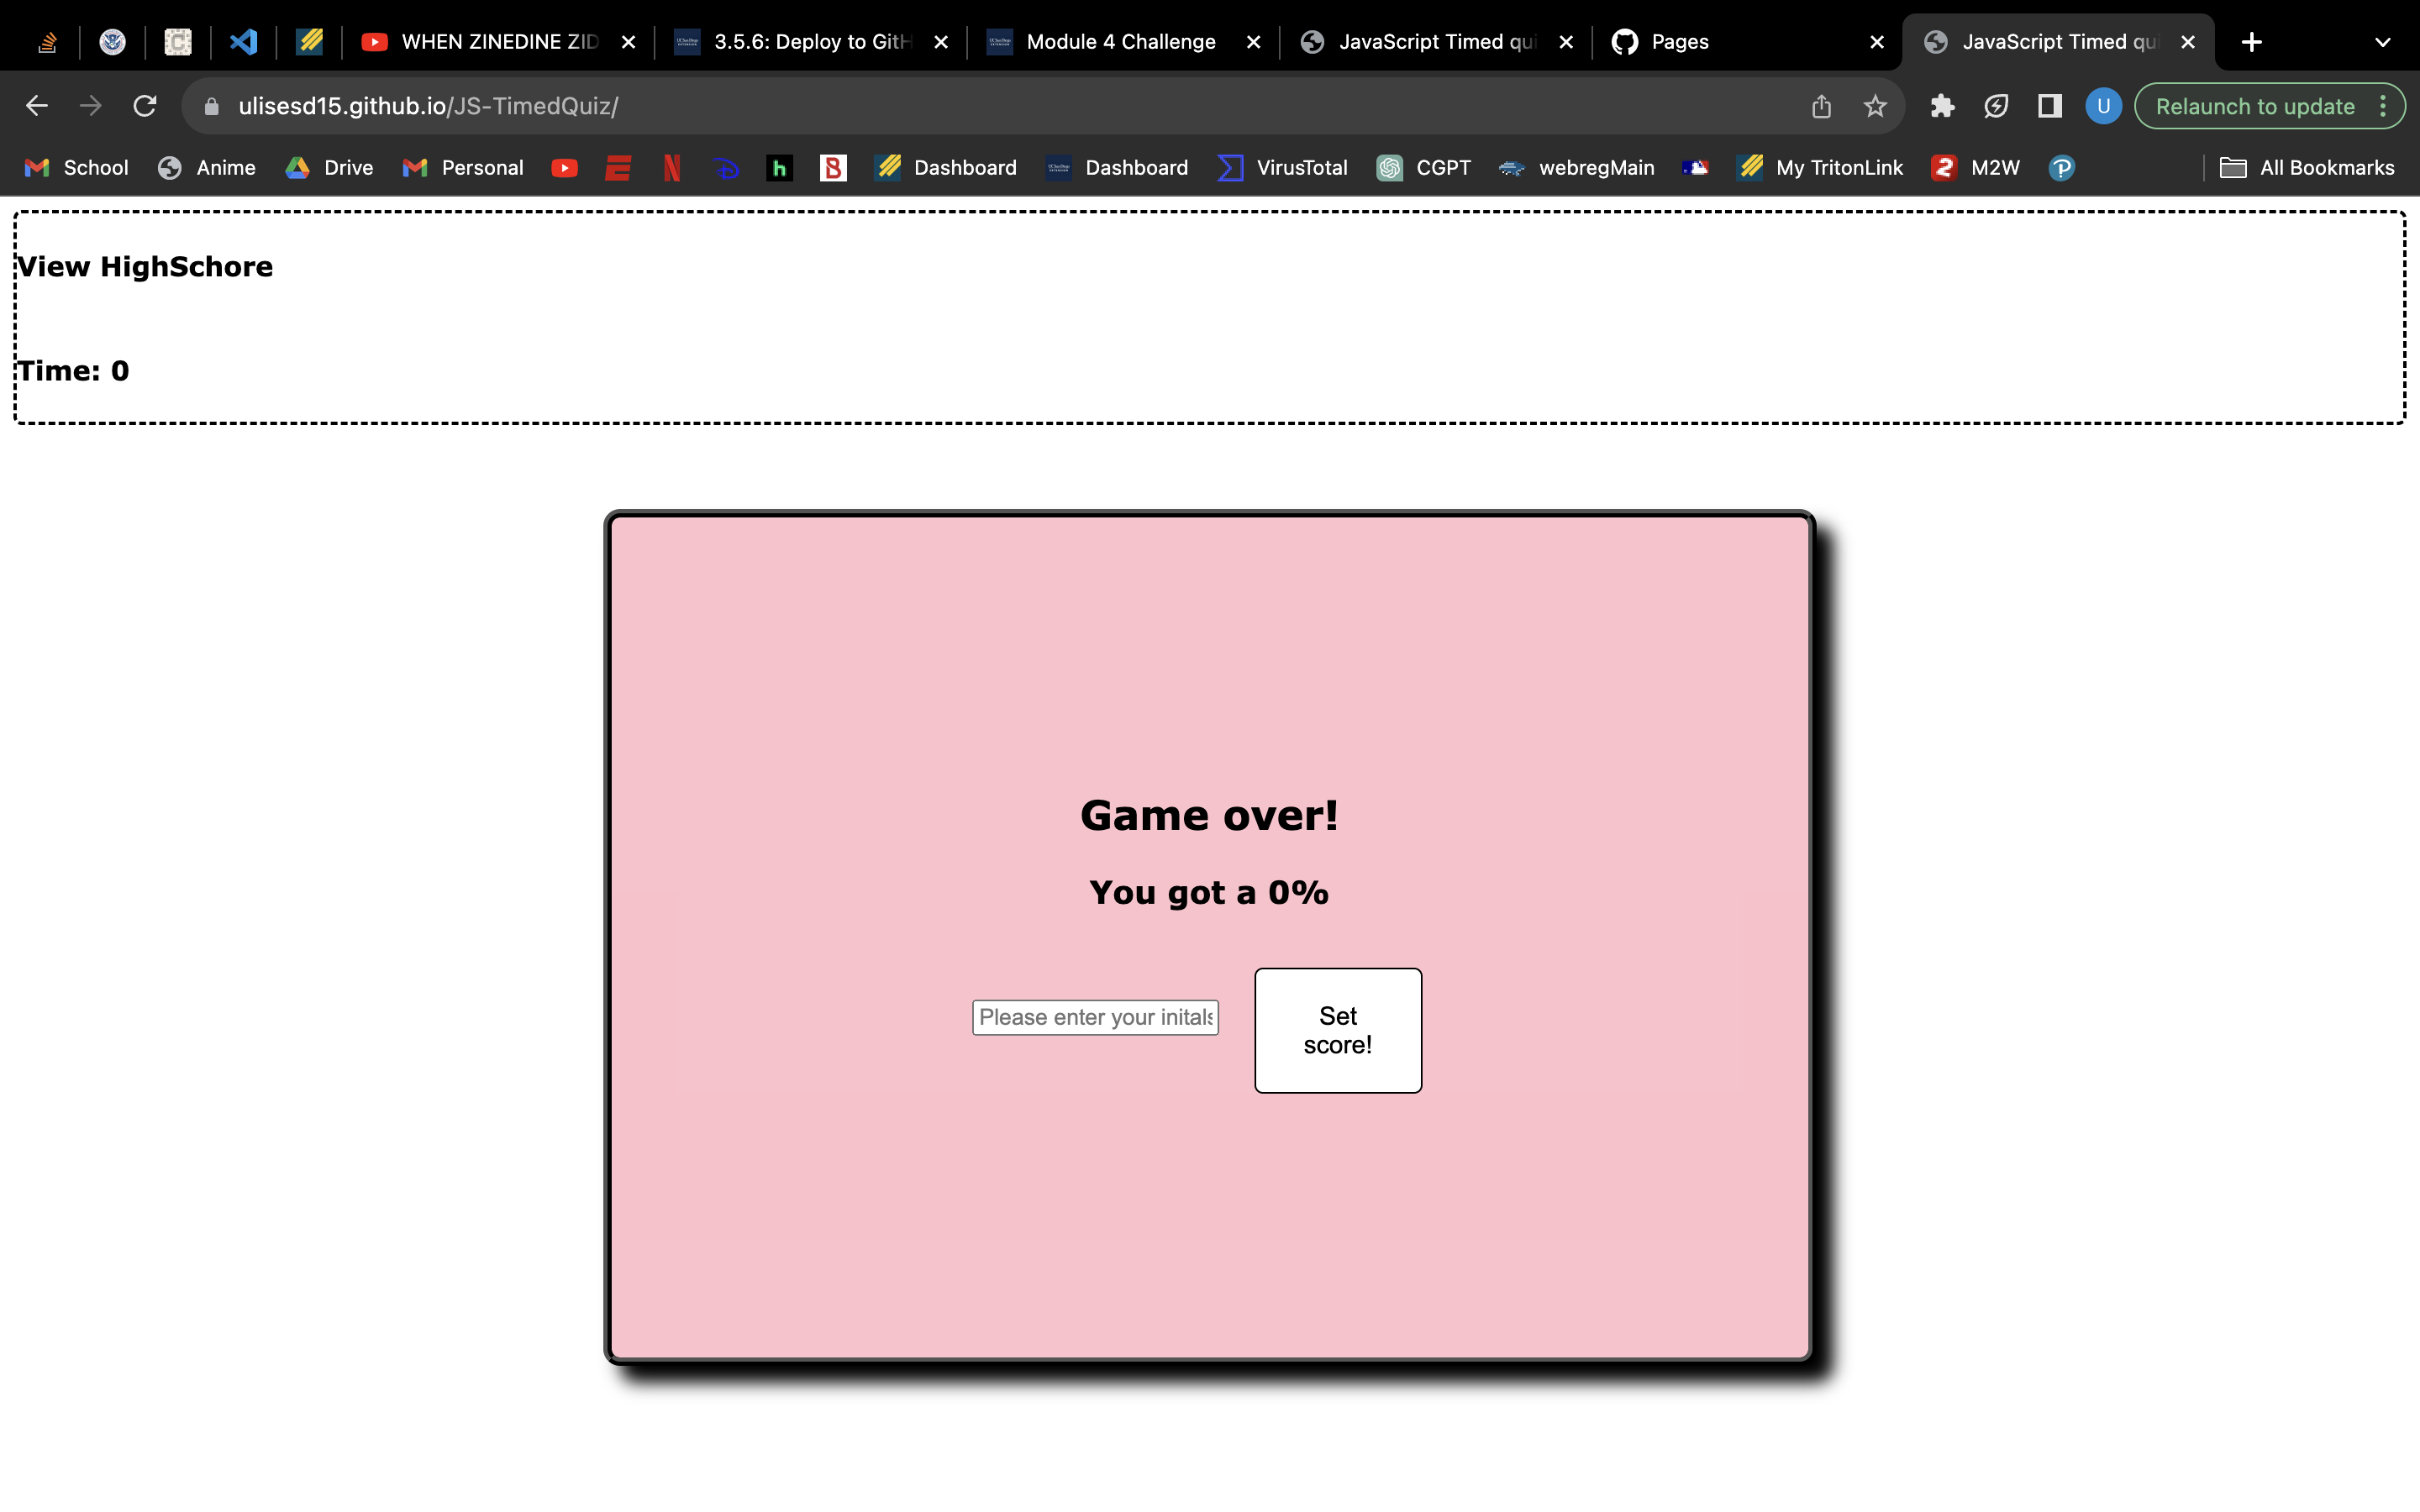 WHEN ZINEDINE ZID
3.5.6: Deploy to GitH
Module 4 Challenge
JavaScript Timed qui
Pages
JavaScript Timed qui
ulisesd15.github.io/JS-TimedQuiz/
U
Relaunch to update
School
Anime
Drive
Personal
Dashboard
Dashboard
VirusTotal
CGPT
webregMain
My TritonLink
M2W
All Bookmarks
View HighSchore
Time: 0
Game over!
You got a 0%
Please enter your initals
Set
score!